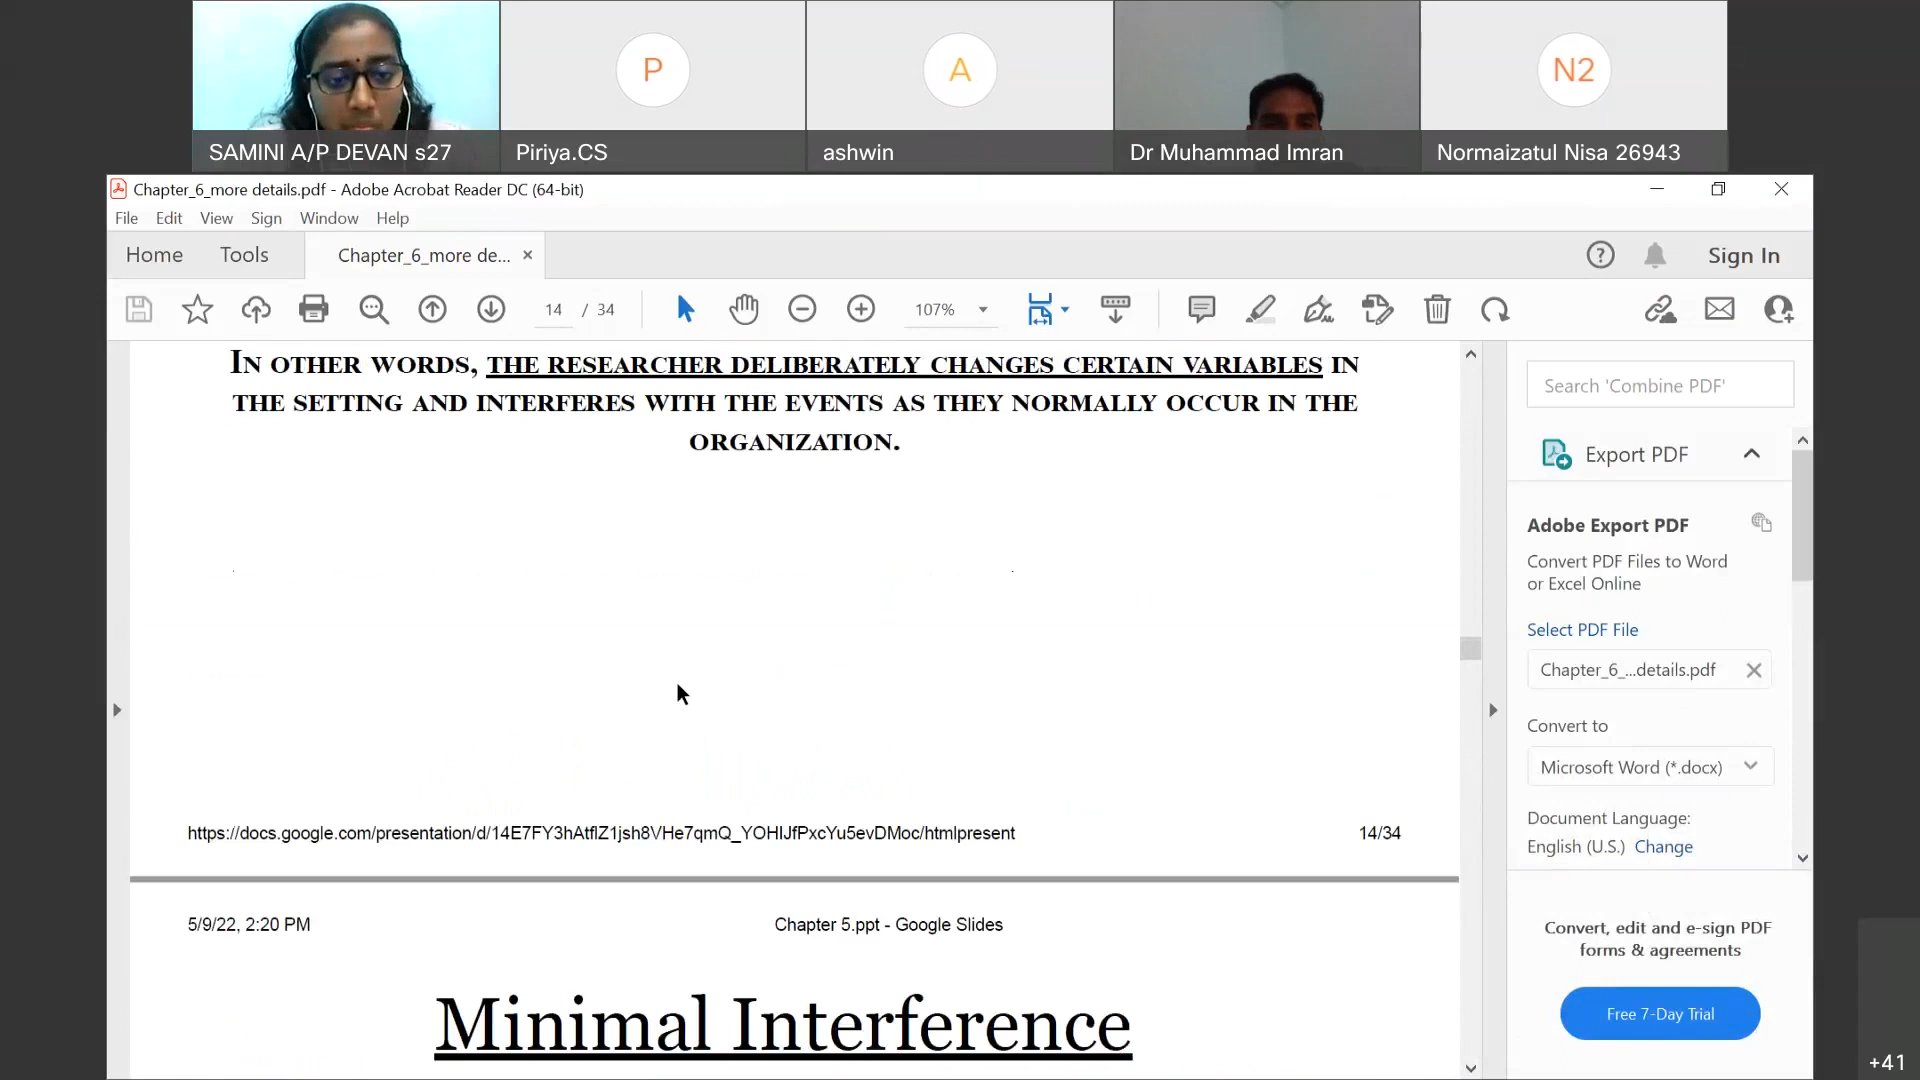 P
A
N2
SAMINI A/P DEVAN s27
Piriya.CS
ashwin
Dr Muhammad Imran
Normaizatul Nisa 26943
Chapter_6_more details.pdf - Adobe Acrobat Reader DC (64-bit)
File Edit View Sign Window Help
Home Tools Chapter_6_more de... ×
Sign In
14 / 34
107%
IN OTHER WORDS, THE RESEARCHER DELIBERATELY CHANGES CERTAIN VARIABLES IN
THE SETTING AND INTERFERES WITH THE EVENTS AS THEY NORMALLY OCCUR IN THE
ORGANIZATION.
https://docs.google.com/presentation/d/14E7FY3hAtflZ1jsh8VHe7qmQ_YOHIJfPxcYu5evDMoc/htmlpresent
14/34
5/9/22, 2:20 PM
Chapter 5.ppt - Google Slides
Minimal Interference
Search 'Combine PDF'
Export PDF
Adobe Export PDF
Convert PDF Files to Word
or Excel Online
Select PDF File
Chapter_6_...details.pdf
Convert to
Microsoft Word (*.docx)
Document Language:
English (U.S.) Change
Convert, edit and e-sign PDF
forms & agreements
Free 7-Day Trial
+41